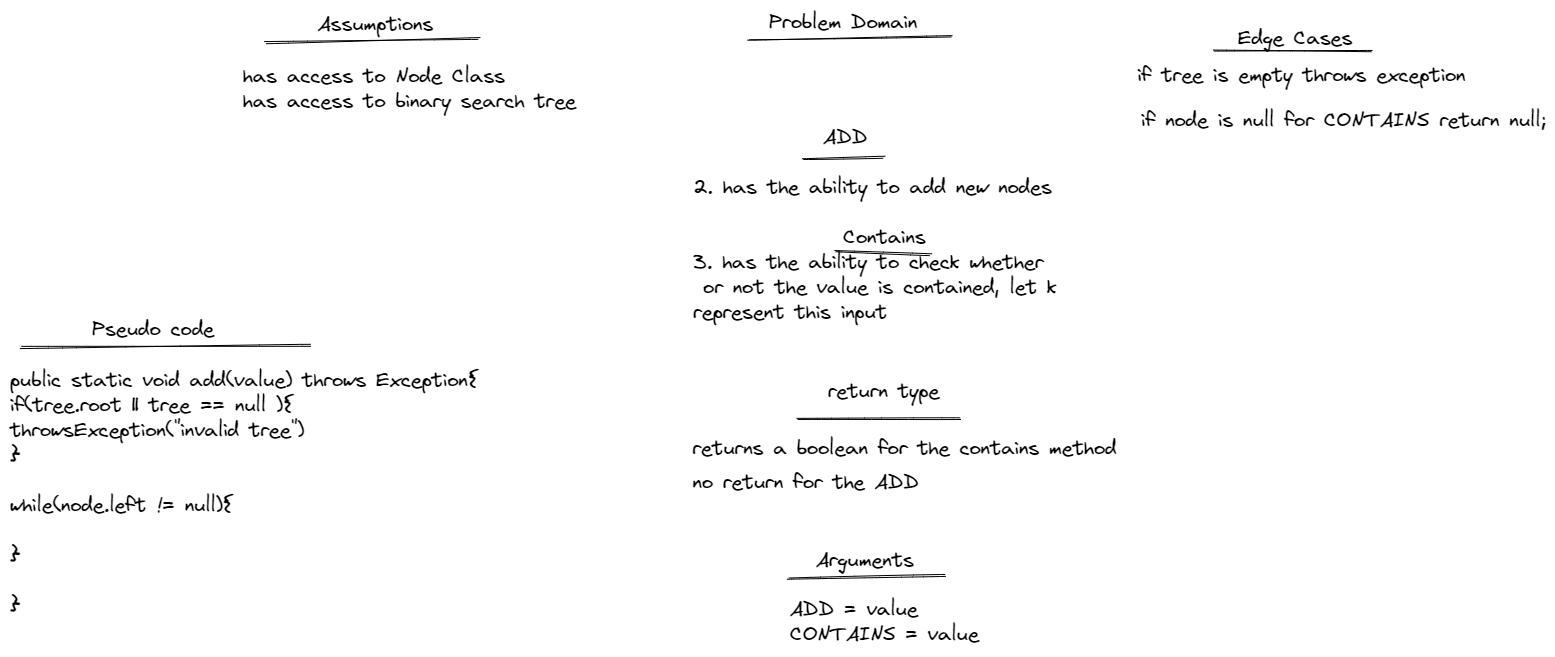 Assumptions
has access to Node Class
has access to binary search tree
Problem Domain
ADD
2. has the ability to add new nodes
Contains
3. has the ability to check whether
or not the value is contained, let k
represent this input
return type
returns a boolean for the contains method
no return for the ADD
Arguments
ADD = value
CONTAINS = value
Edge Cases
if tree is empty throws exception
if node is null for CONTAINS return null;
Pseudo code
public static void add(value) throws Exception{
if(tree.root || tree == null ){
throwsException("invalid tree")
}
while(node.left != null){
}
}